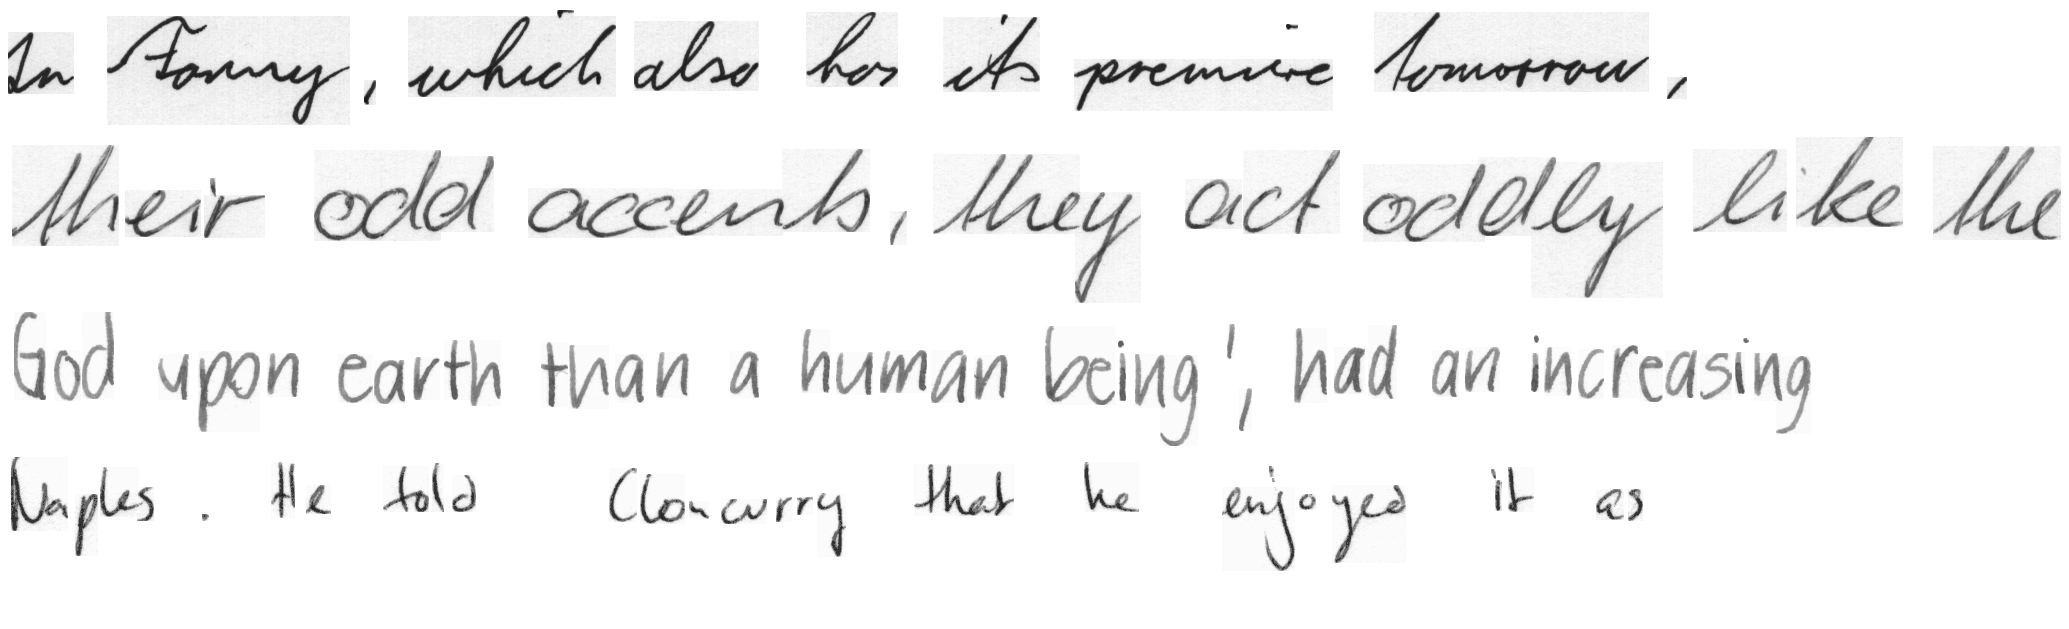 In Fanny, which also has its premiere tomorrow,
their odd accents, they act oddly like the
God upon earth than a human being', had an increasing
Naples. He told Cloncurry that he enjoyed it as